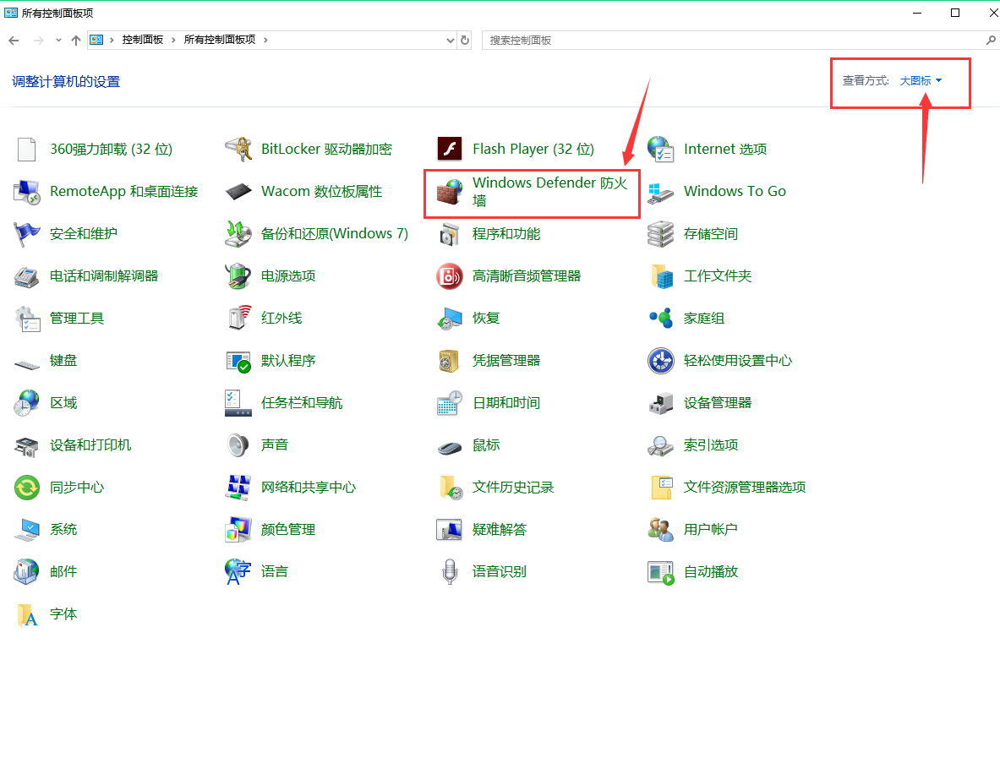 所有控制面板项
控制面板 所有控制面板项
搜索控制面板
调整计算机的设置
查看方式: 大图标
360强力卸载 (32 位)
BitLocker 驱动器加密
Flash Player (32 位)
Internet 选项
RemoteApp 和桌面连接
Wacom 数位板属性
Windows Defender 防火
墙
Windows To Go
安全和维护
备份和还原(Windows 7)
程序和功能
存储空间
电话和调制解调器
电源选项
高清晰音频管理器
工作文件夹
管理工具
红外线
恢复
家庭组
键盘
默认程序
凭据管理器
轻松使用设置中心
区域
任务栏和导航
日期和时间
设备管理器
设备和打印机
声音
鼠标
索引选项
同步中心
网络和共享中心
文件历史记录
文件资源管理器选项
系统
颜色管理
疑难解答
用户帐户
邮件
语言
语音识别
自动播放
字体